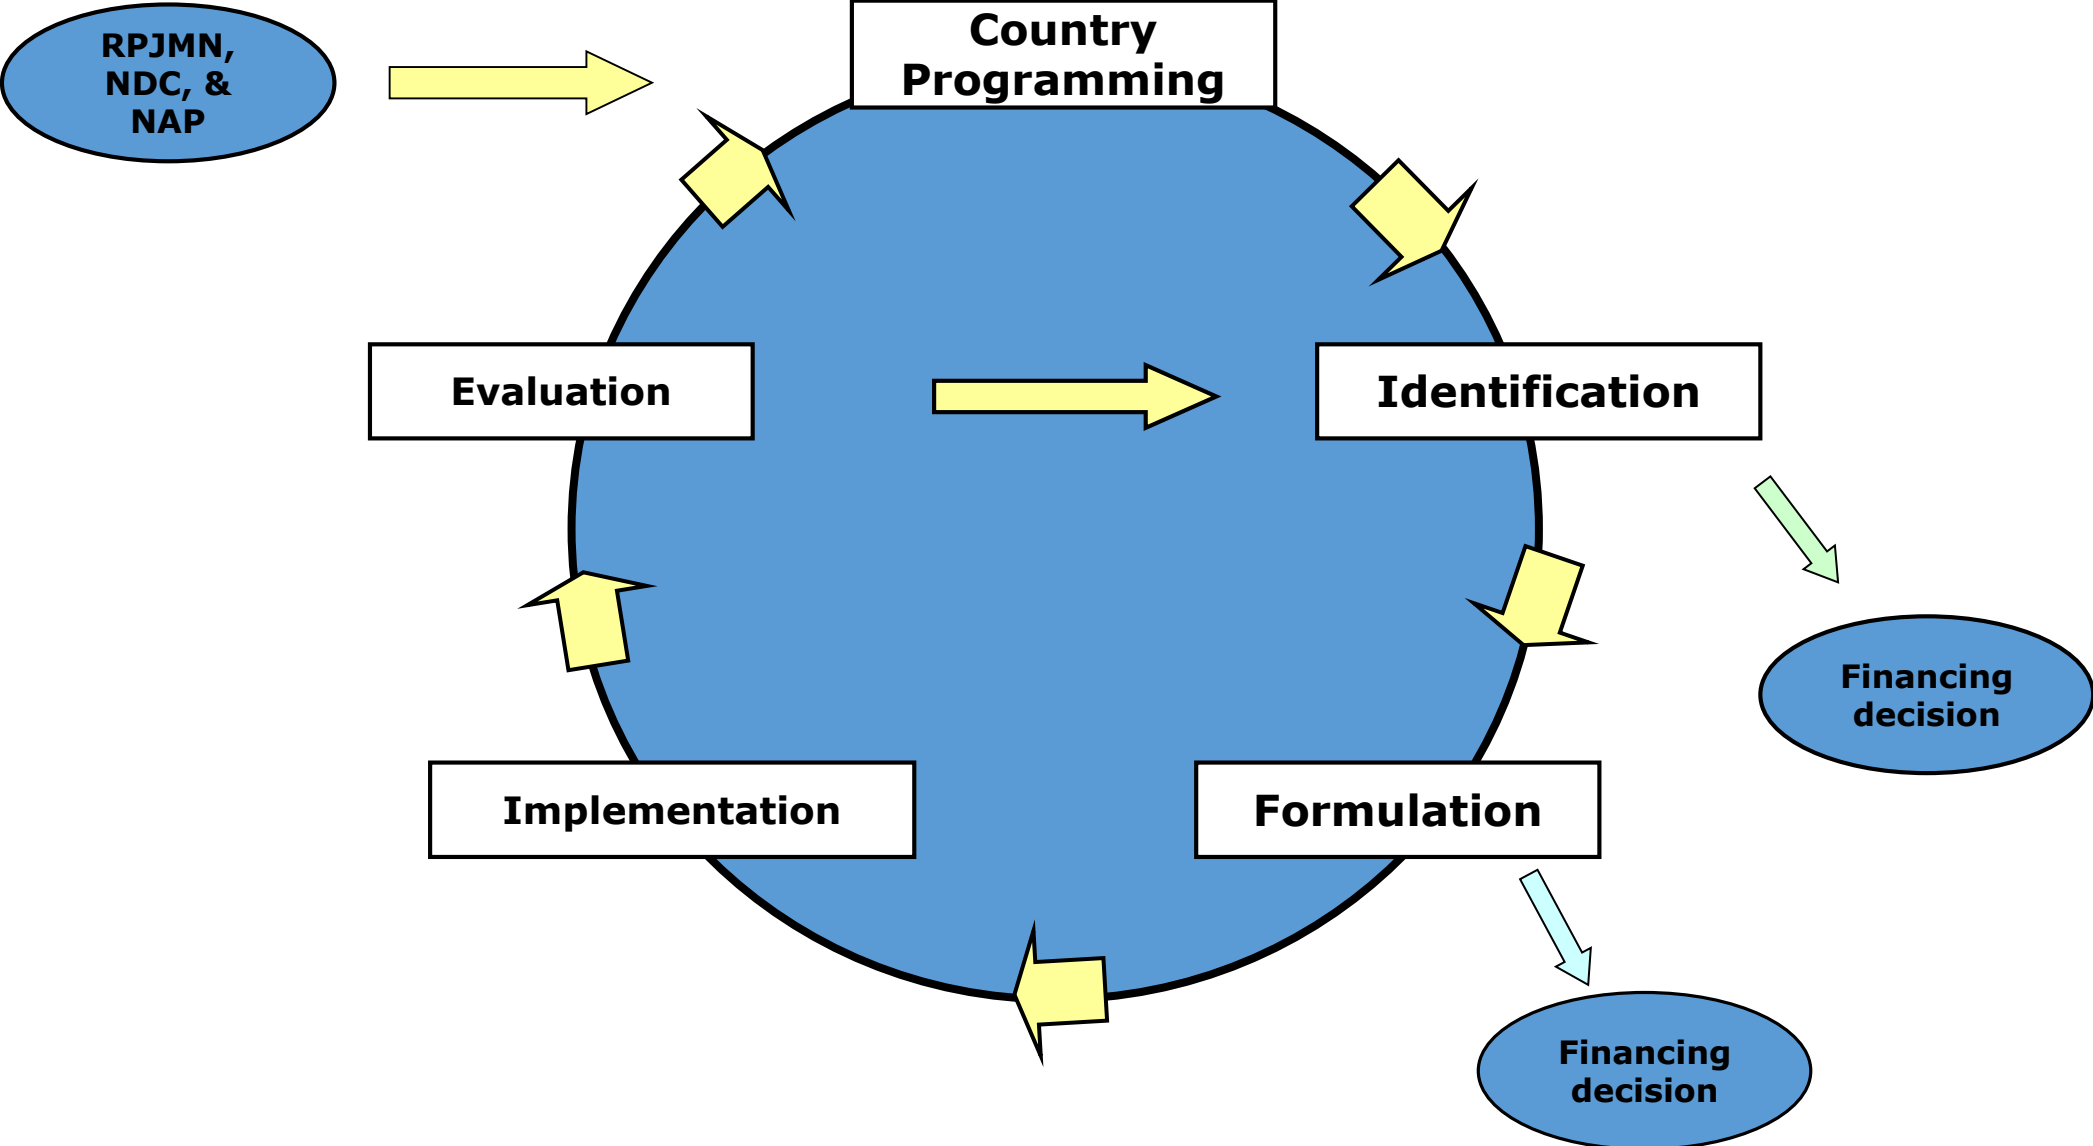 RPJMN,
NDC, &
NAP
Country
Programming
Evaluation
Identification
Financing
decision
Implementation
Formulation
Financing
decision